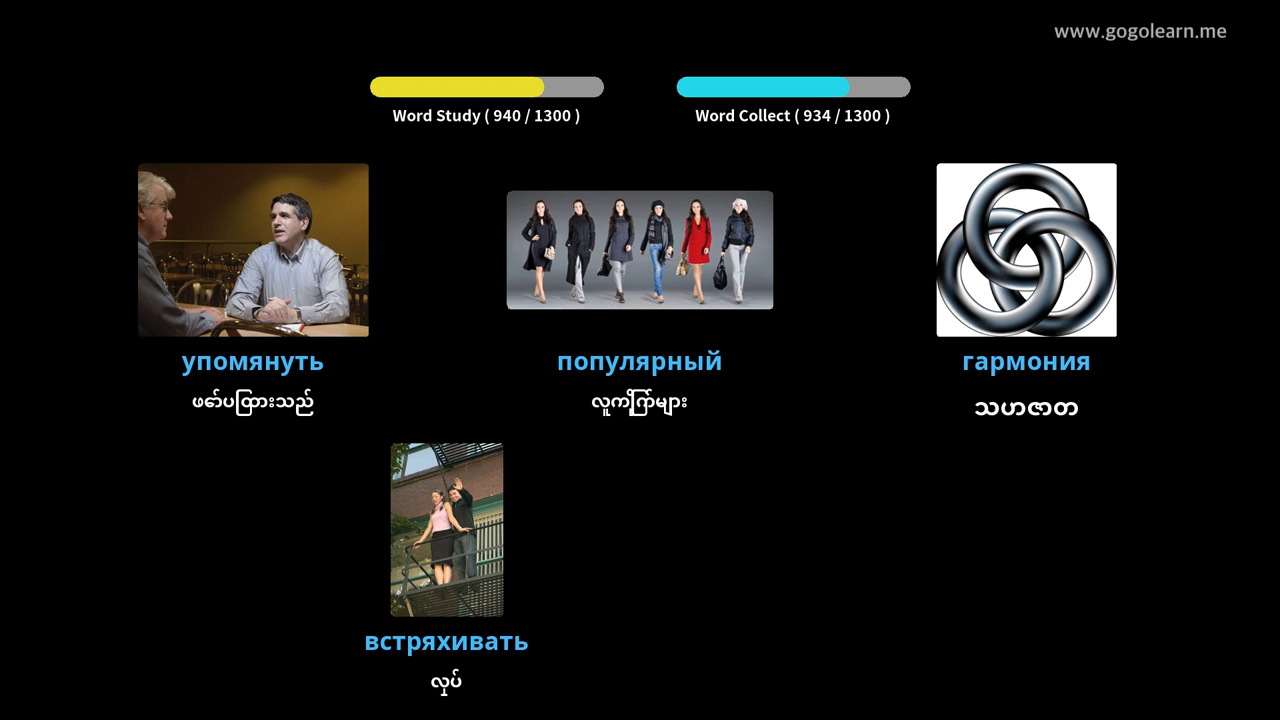 www.gogolearn.me
Word Study ( 940 / 1300 )
Word Collect ( 934 / 1300 )
упомянуть
ဖော်ပြထားသည်
популярный
လူကြိုက်များ
гармония
သဟဇာတ
встряхивать
လှုပ်